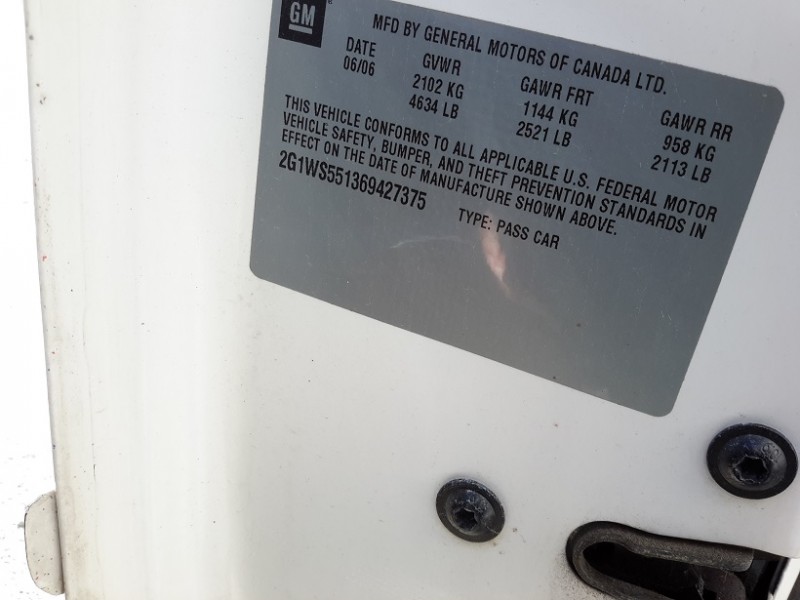 GM
MFD BY GENERAL MOTORS OF CANADA LTD.
DATE GVWR GAWR FRT GAWR RR
06/06 2102 KG 1144 KG 958 KG
4634 LB 2521 LB 2113 LB
THIS VEHICLE CONFORMS TO ALL APPLICABLE U.S. FEDERAL MOTOR
VEHICLE SAFETY, BUMPER, AND THEFT PREVENTION STANDARDS IN
EFFECT ON THE DATE OF MANUFACTURE SHOWN ABOVE.
2G1WS551369427375 TYPE: PASS CAR